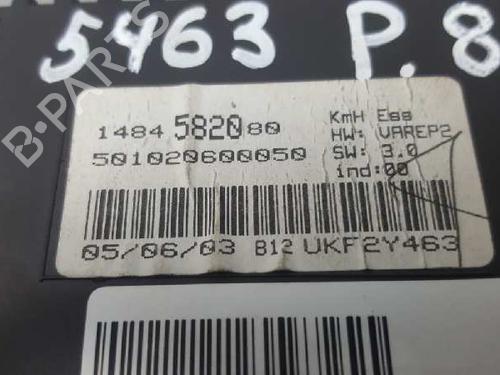 5463 P.8
1484 5820 80
501020600050
KmH Ess
HW: VAREP2
SW: 3.0
ind:00
05/06/03 B12 UKF2Y463
B-PARTS